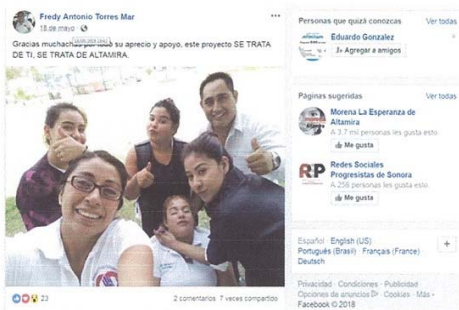 Fredy Antonio Torres Mar
18 de mayo
Gracias muchachas por todo su aprecio y apoyo, este proyecto SE TRATA
DE TI, SE TRATA DE ALTAMIRA.
23
2 comentarios 7 veces compartido
Personas que quizá conozcas
Ver todas
Eduardo Gonzalez
Agregar a amigos
Páginas sugeridas
Ver todas
Morena La Esperanza de
Altamira
A 3.7 mil personas les gusta esto
Me gusta
Redes Sociales
Progresistas de Sonora
A 256 personas les gusta esto
Me gusta
Español · English (US)
Português (Brasil) · Français (France)
Deutsch
Privacidad · Condiciones · Publicidad
Opciones de anuncios · Cookies · Más
Facebook © 2018